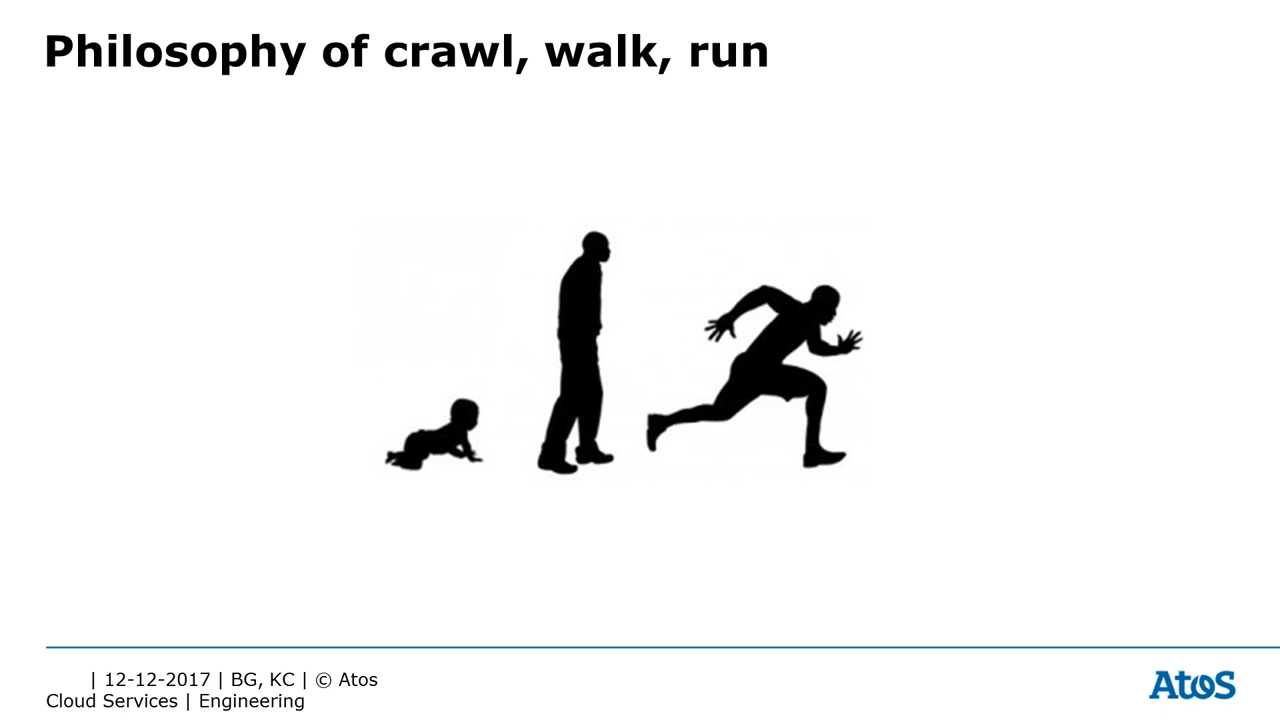 Philosophy of crawl, walk, run
| 12-12-2017 | BG, KC | © Atos
Cloud Services | Engineering
Atos